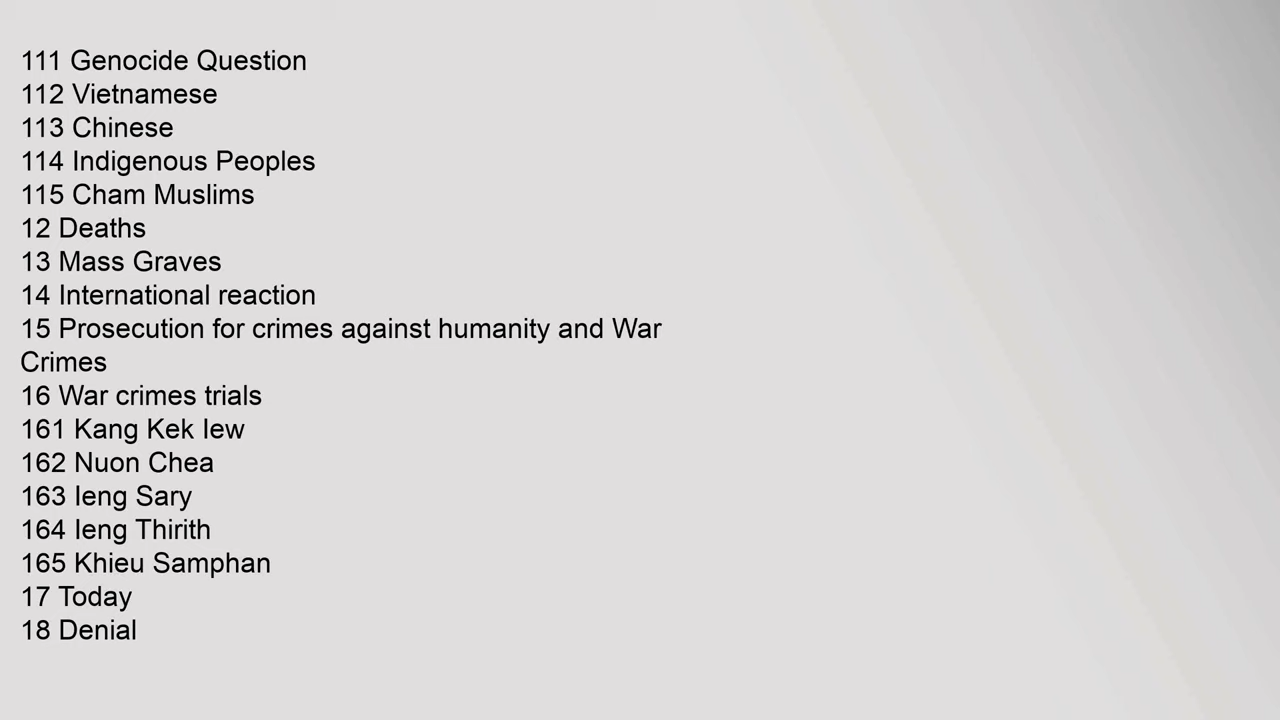 111 Genocide Question
112 Vietnamese
113 Chinese
114 Indigenous Peoples
115 Cham Muslims
12 Deaths
13 Mass Graves
14 International reaction
15 Prosecution for crimes against humanity and War
Crimes
16 War crimes trials
161 Kang Kek Iew
162 Nuon Chea
163 Ieng Sary
164 Ieng Thirith
165 Khieu Samphan
17 Today
18 Denial